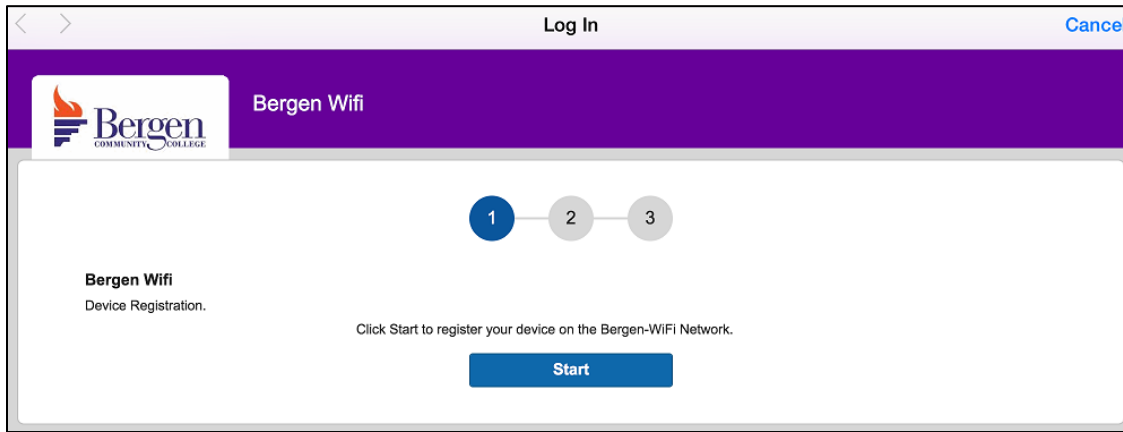 Log In
Cancel
Bergen
COMMUNITY COLLEGE
Bergen Wifi
1 2 3
Bergen Wifi
Device Registration.
Click Start to register your device on the Bergen-WiFi Network.
Start